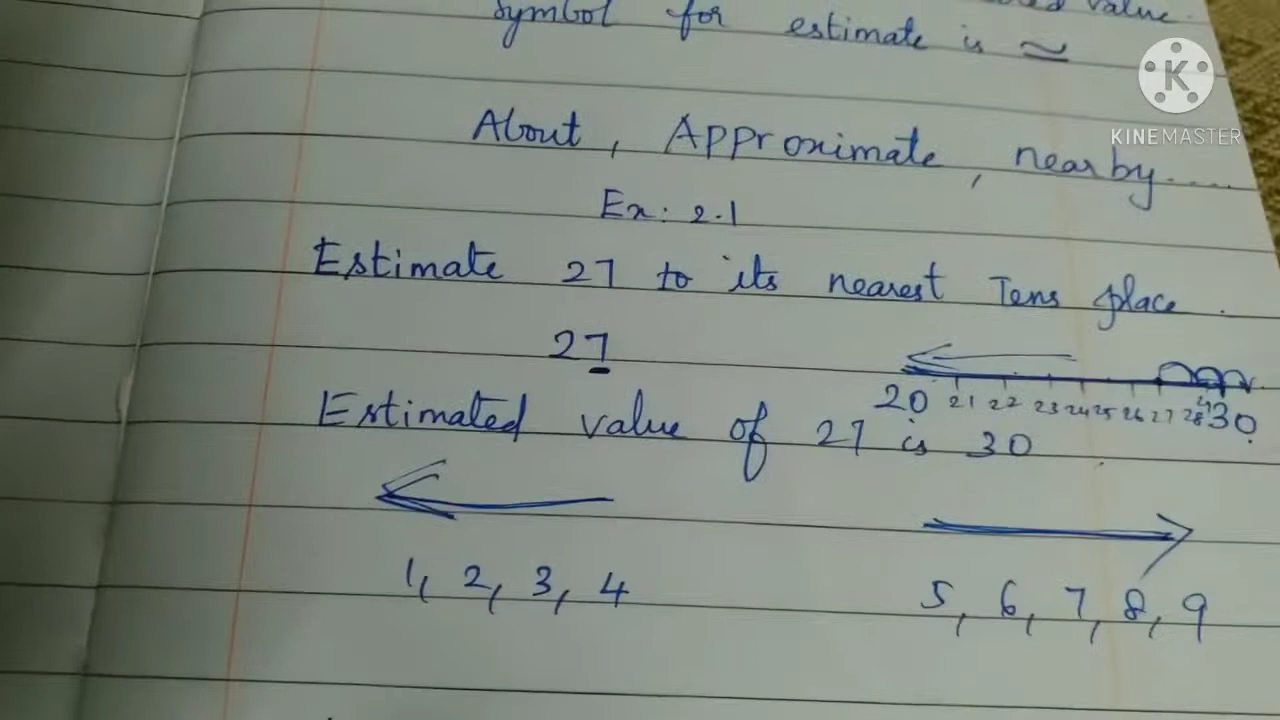 value.
symbol for estimate is ≃
K
KINEMASTER
About, Approximate, nearby.....
Ex: 2.1
Estimate 27 to its nearest Tens place.
27
20 21 22 23 24 25 26 27 28 29 30
Estimated value of 27 is 30
1, 2, 3, 4
5, 6, 7, 8, 9